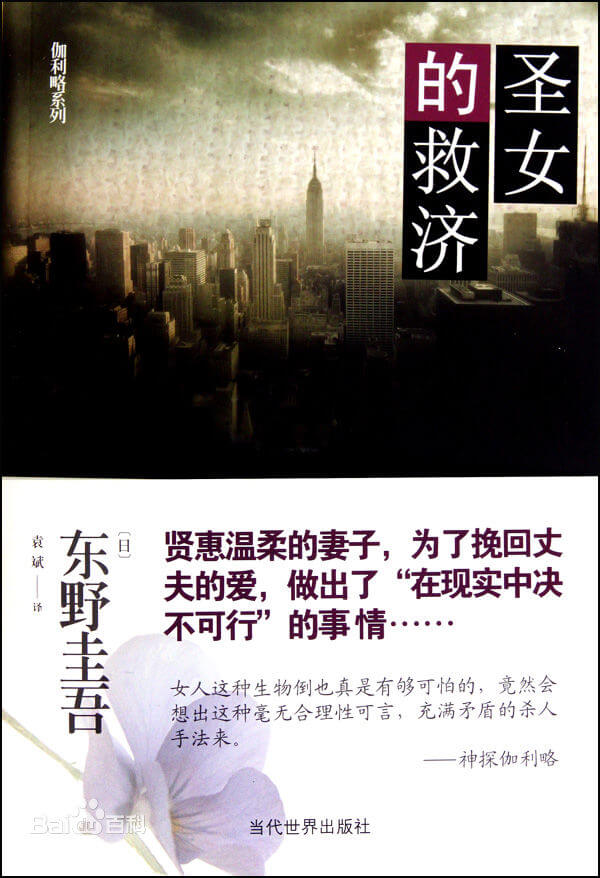 伽利略系列
圣女
的救济
[日]
东野圭吾
袁斌——译
贤惠温柔的妻子，为了挽回丈
夫的爱，做出了“在现实中决
不可行”的事情……
女人这种生物倒也真是有够可怕的，竟然会
想出这种毫无合理性可言，充满矛盾的杀人
手法来。
——神探伽利略
当代世界出版社
Bai du 百科